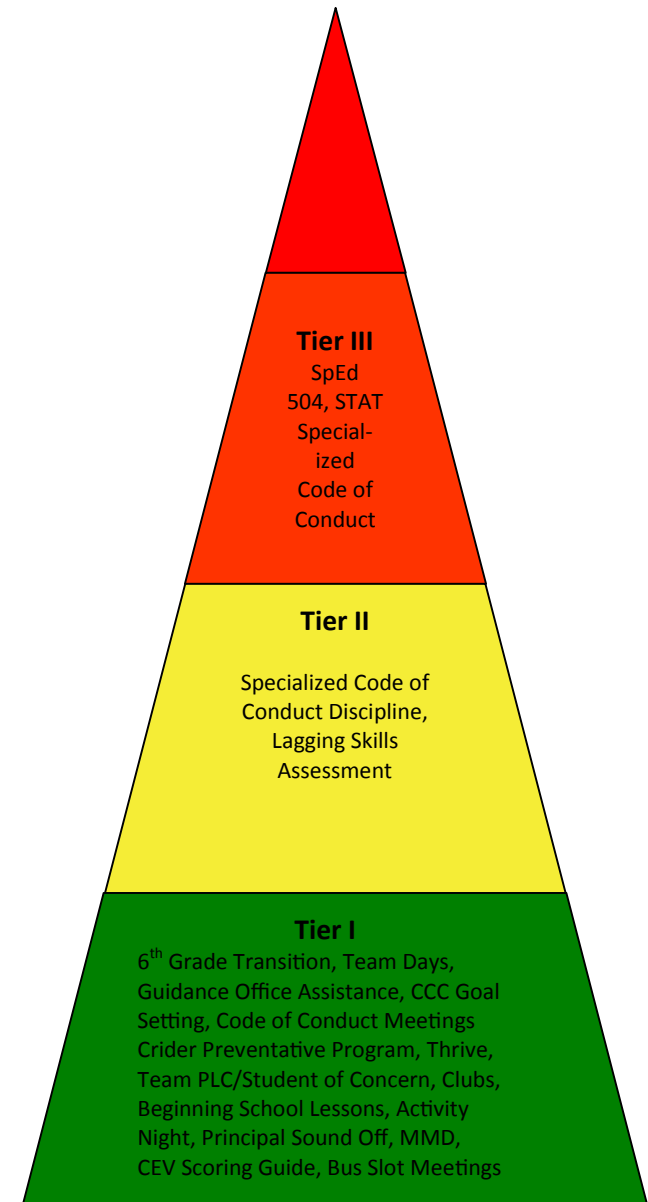 Tier III
SpEd
504, STAT
Special-
ized
Code of
Conduct
Tier II
Specialized Code of
Conduct Discipline,
Lagging Skills
Assessment
Tier I
6th Grade Transition, Team Days,
Guidance Office Assistance, CCC Goal
Setting, Code of Conduct Meetings
Crider Preventative Program, Thrive,
Team PLC/Student of Concern, Clubs,
Beginning School Lessons, Activity
Night, Principal Sound Off, MMD,
CEV Scoring Guide, Bus Slot Meetings